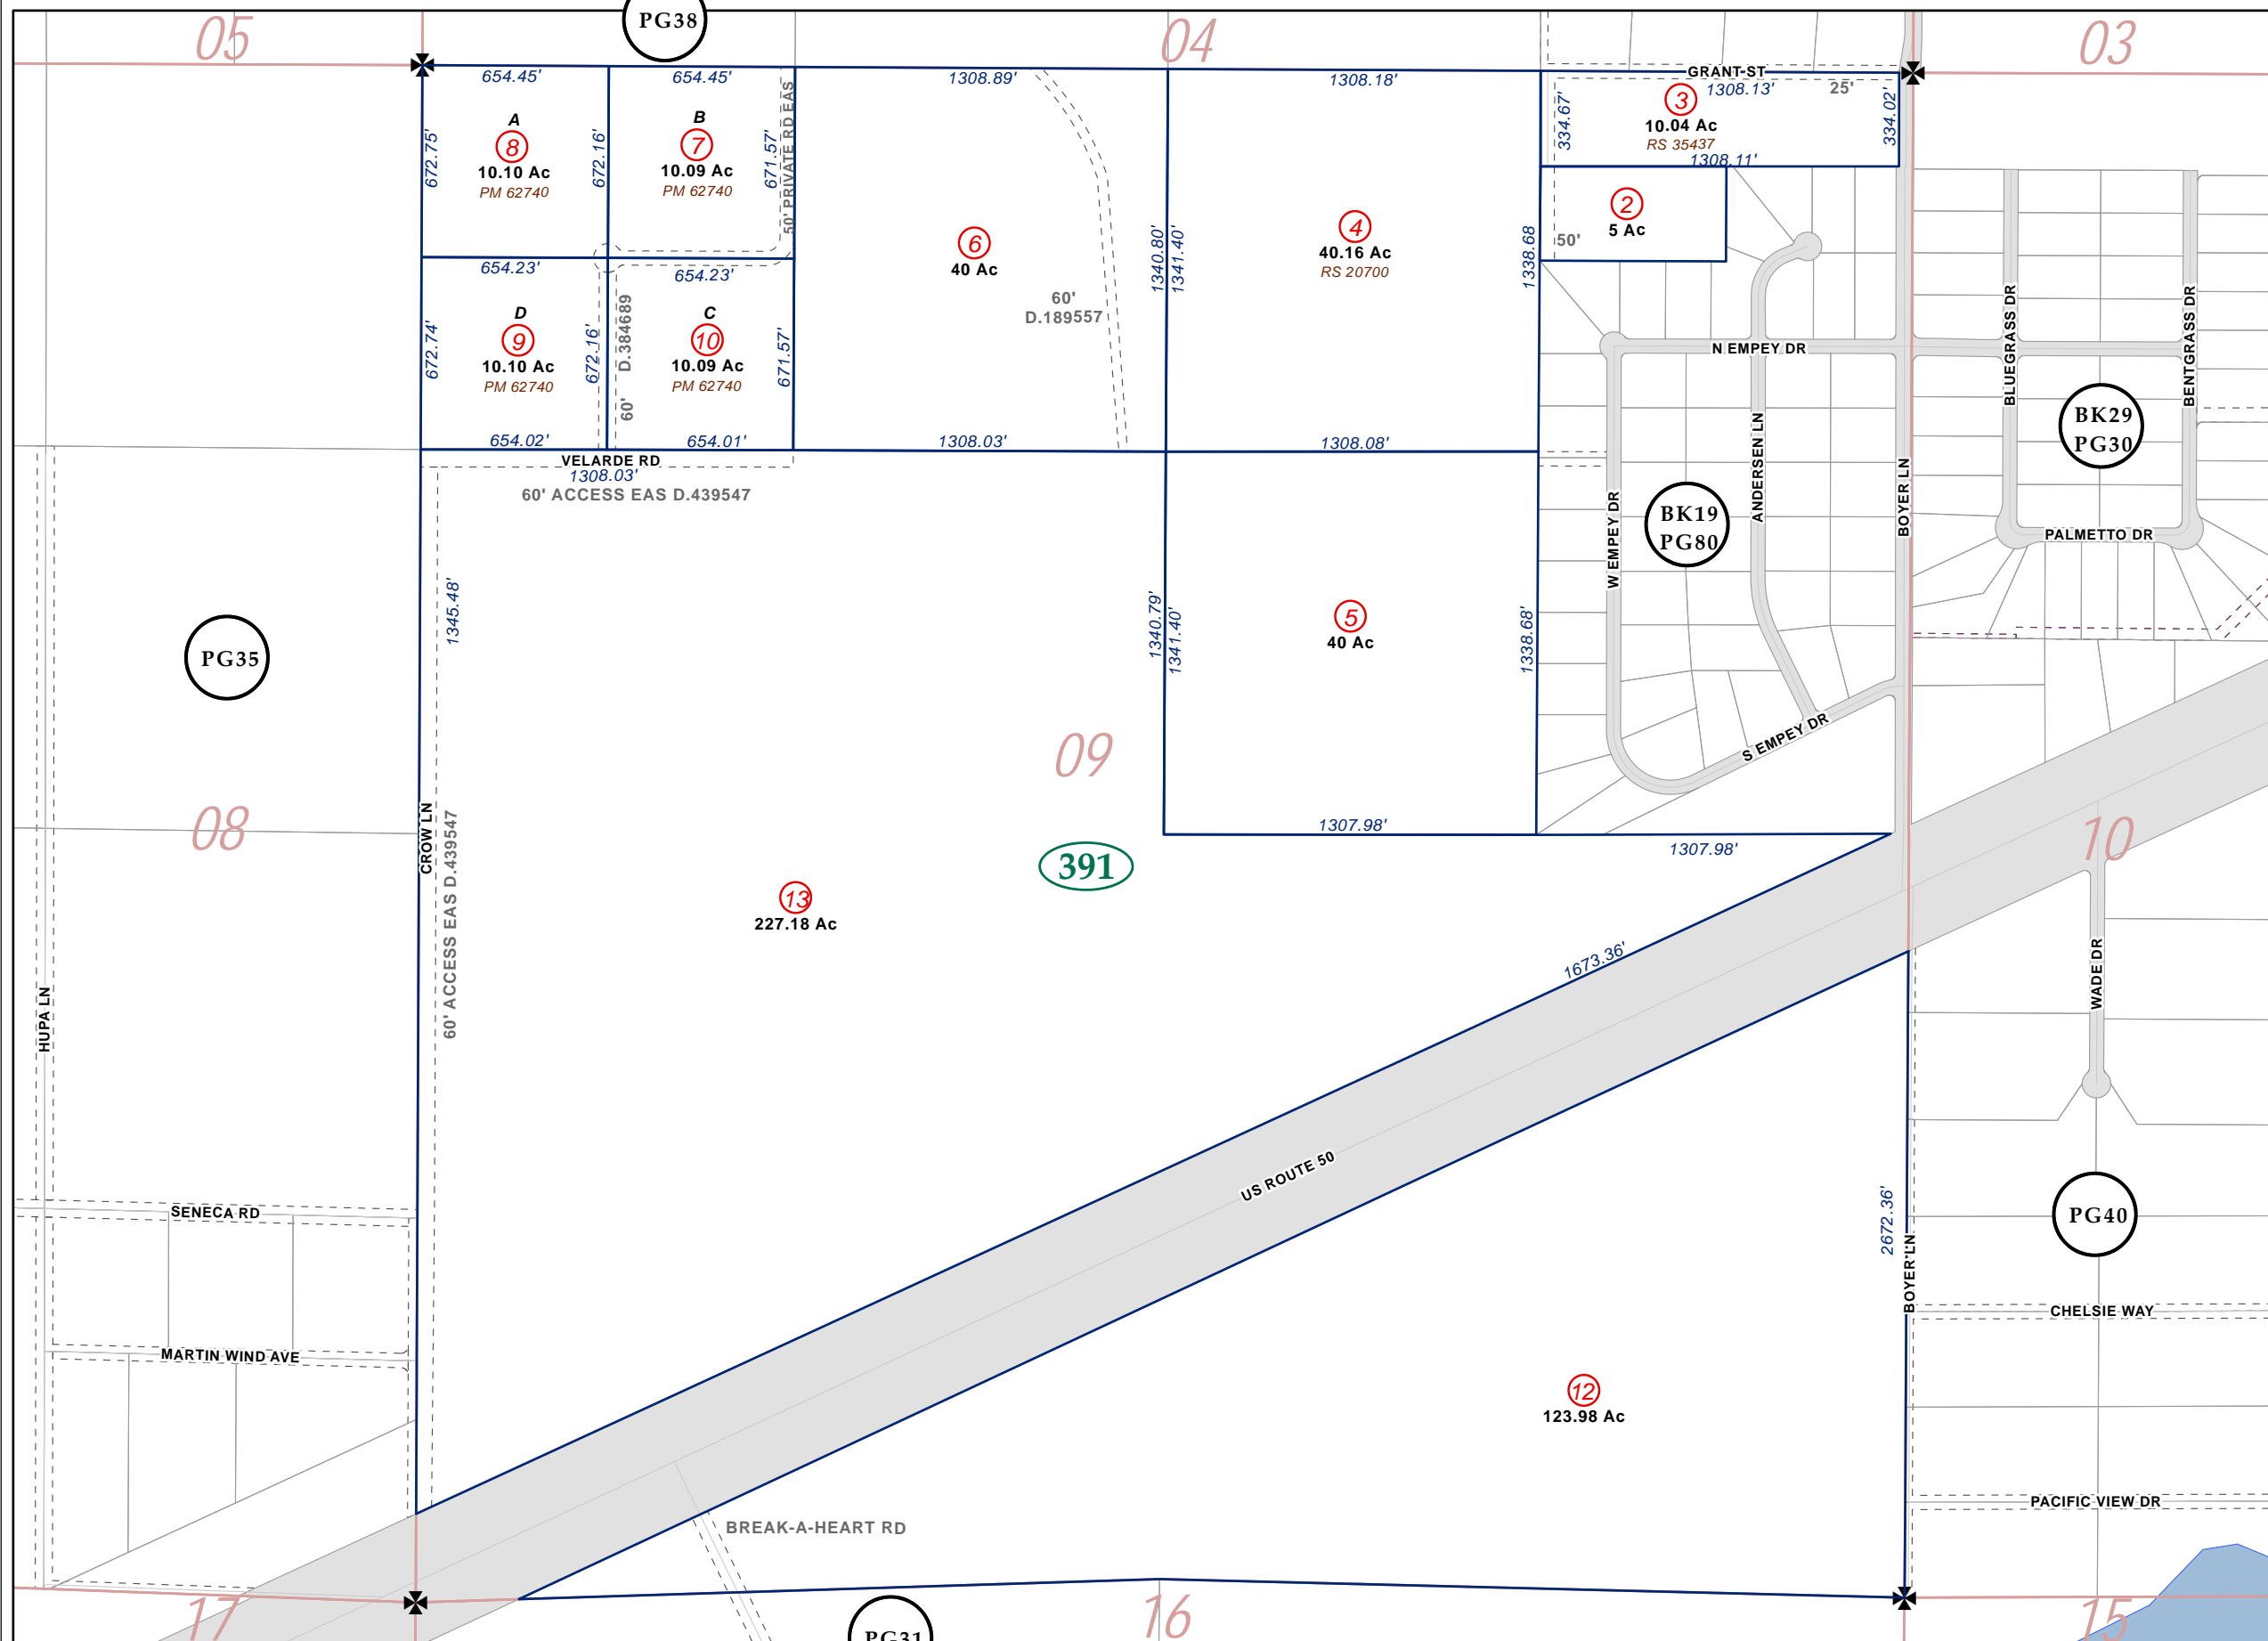 PG38
05
04
03
654.45'
654.45'
1308.89'
1308.18'
GRANT ST
1308.13'
25'
A
8
10.10 Ac
PM 62740
672.75'
672.16'
B
7
10.09 Ac
PM 62740
671.57'
50' PRIVATE RD EAS
6
40 Ac
60'
D.189557
1340.80'
1341.40'
4
40.16 Ac
RS 20700
1338.68
334.67'
3
10.04 Ac
RS 35437
334.02'
1308.11'
2
5 Ac
50'
654.23'
654.23'
D
9
10.10 Ac
PM 62740
672.74'
672.16'
D.384689
60'
C
10
10.09 Ac
PM 62740
671.57'
N EMPEY DR
BLUEGRASS DR
BENTGRASS DR
BK29
PG30
654.02'
654.01'
1308.03'
1308.08'
VELARDE RD
1308.03'
60' ACCESS EAS D.439547
W EMPEY DR
ANDERSEN LN
BOYER LN
BK19
PG80
PALMETTO DR
PG35
1345.48'
1340.79'
1341.40'
5
40 Ac
1338.68'
S EMPEY DR
09
08
CROW LN
60' ACCESS EAS D.439547
1307.98'
1307.98'
10
391
13
227.18 Ac
1673.36'
HUPA LN
WADE DR
US ROUTE 50
SENECA RD
2672.36'
BOYER LN
PG40
CHELSIE WAY
MARTIN WIND AVE
12
123.98 Ac
PACIFIC VIEW DR
BREAK-A-HEART RD
17
16
15
PG31